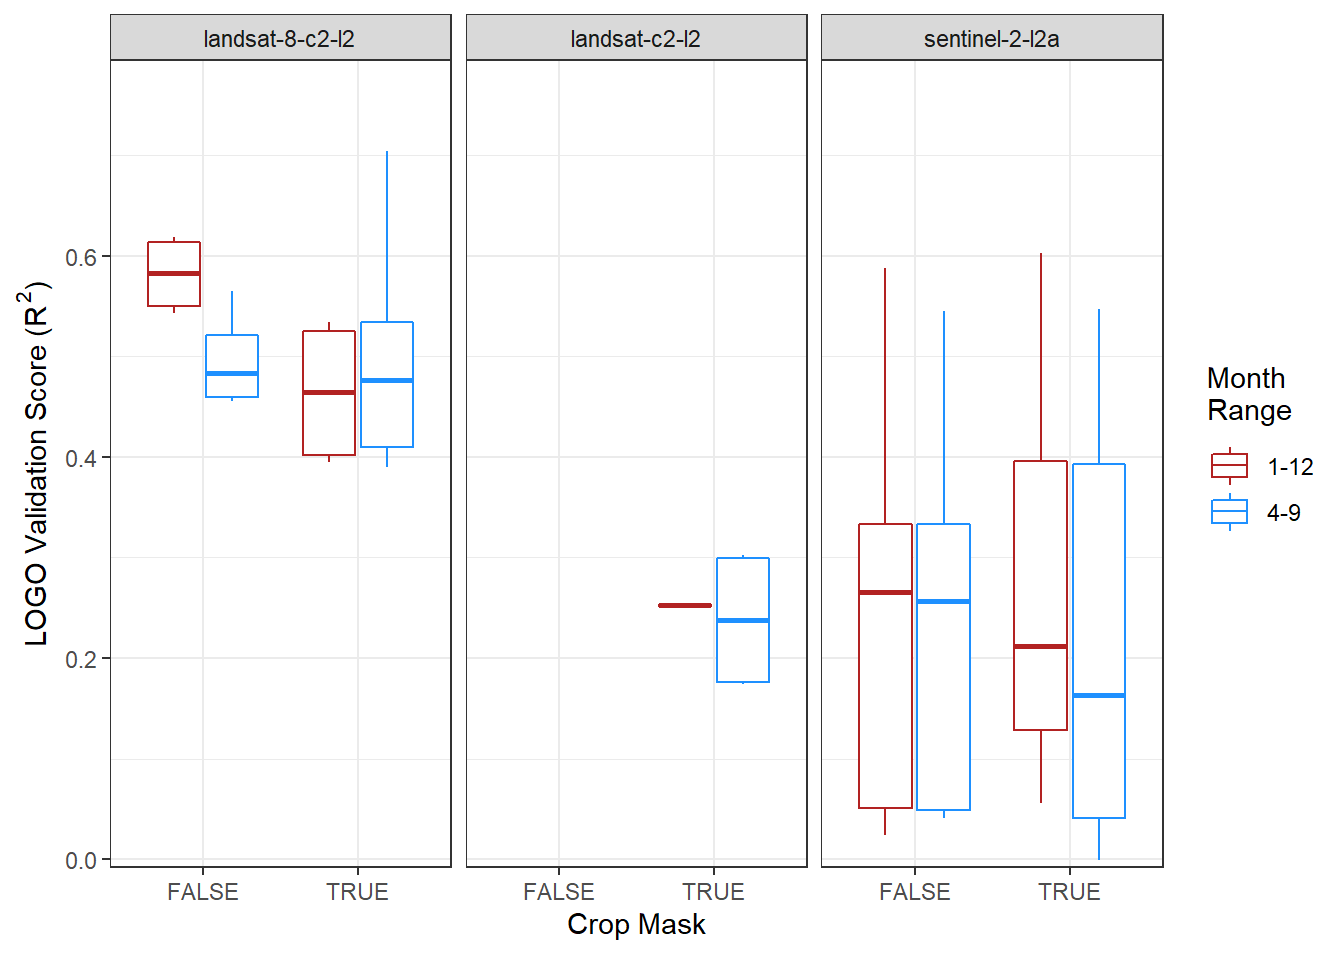 landsat-8-c2-l2
landsat-c2-l2
sentinel-2-l2a
LOGO Validation Score (R²)
0.6
0.4
0.2
0.0
FALSE
TRUE
FALSE
TRUE
FALSE
TRUE
Crop Mask
Month
Range
1-12
4-9